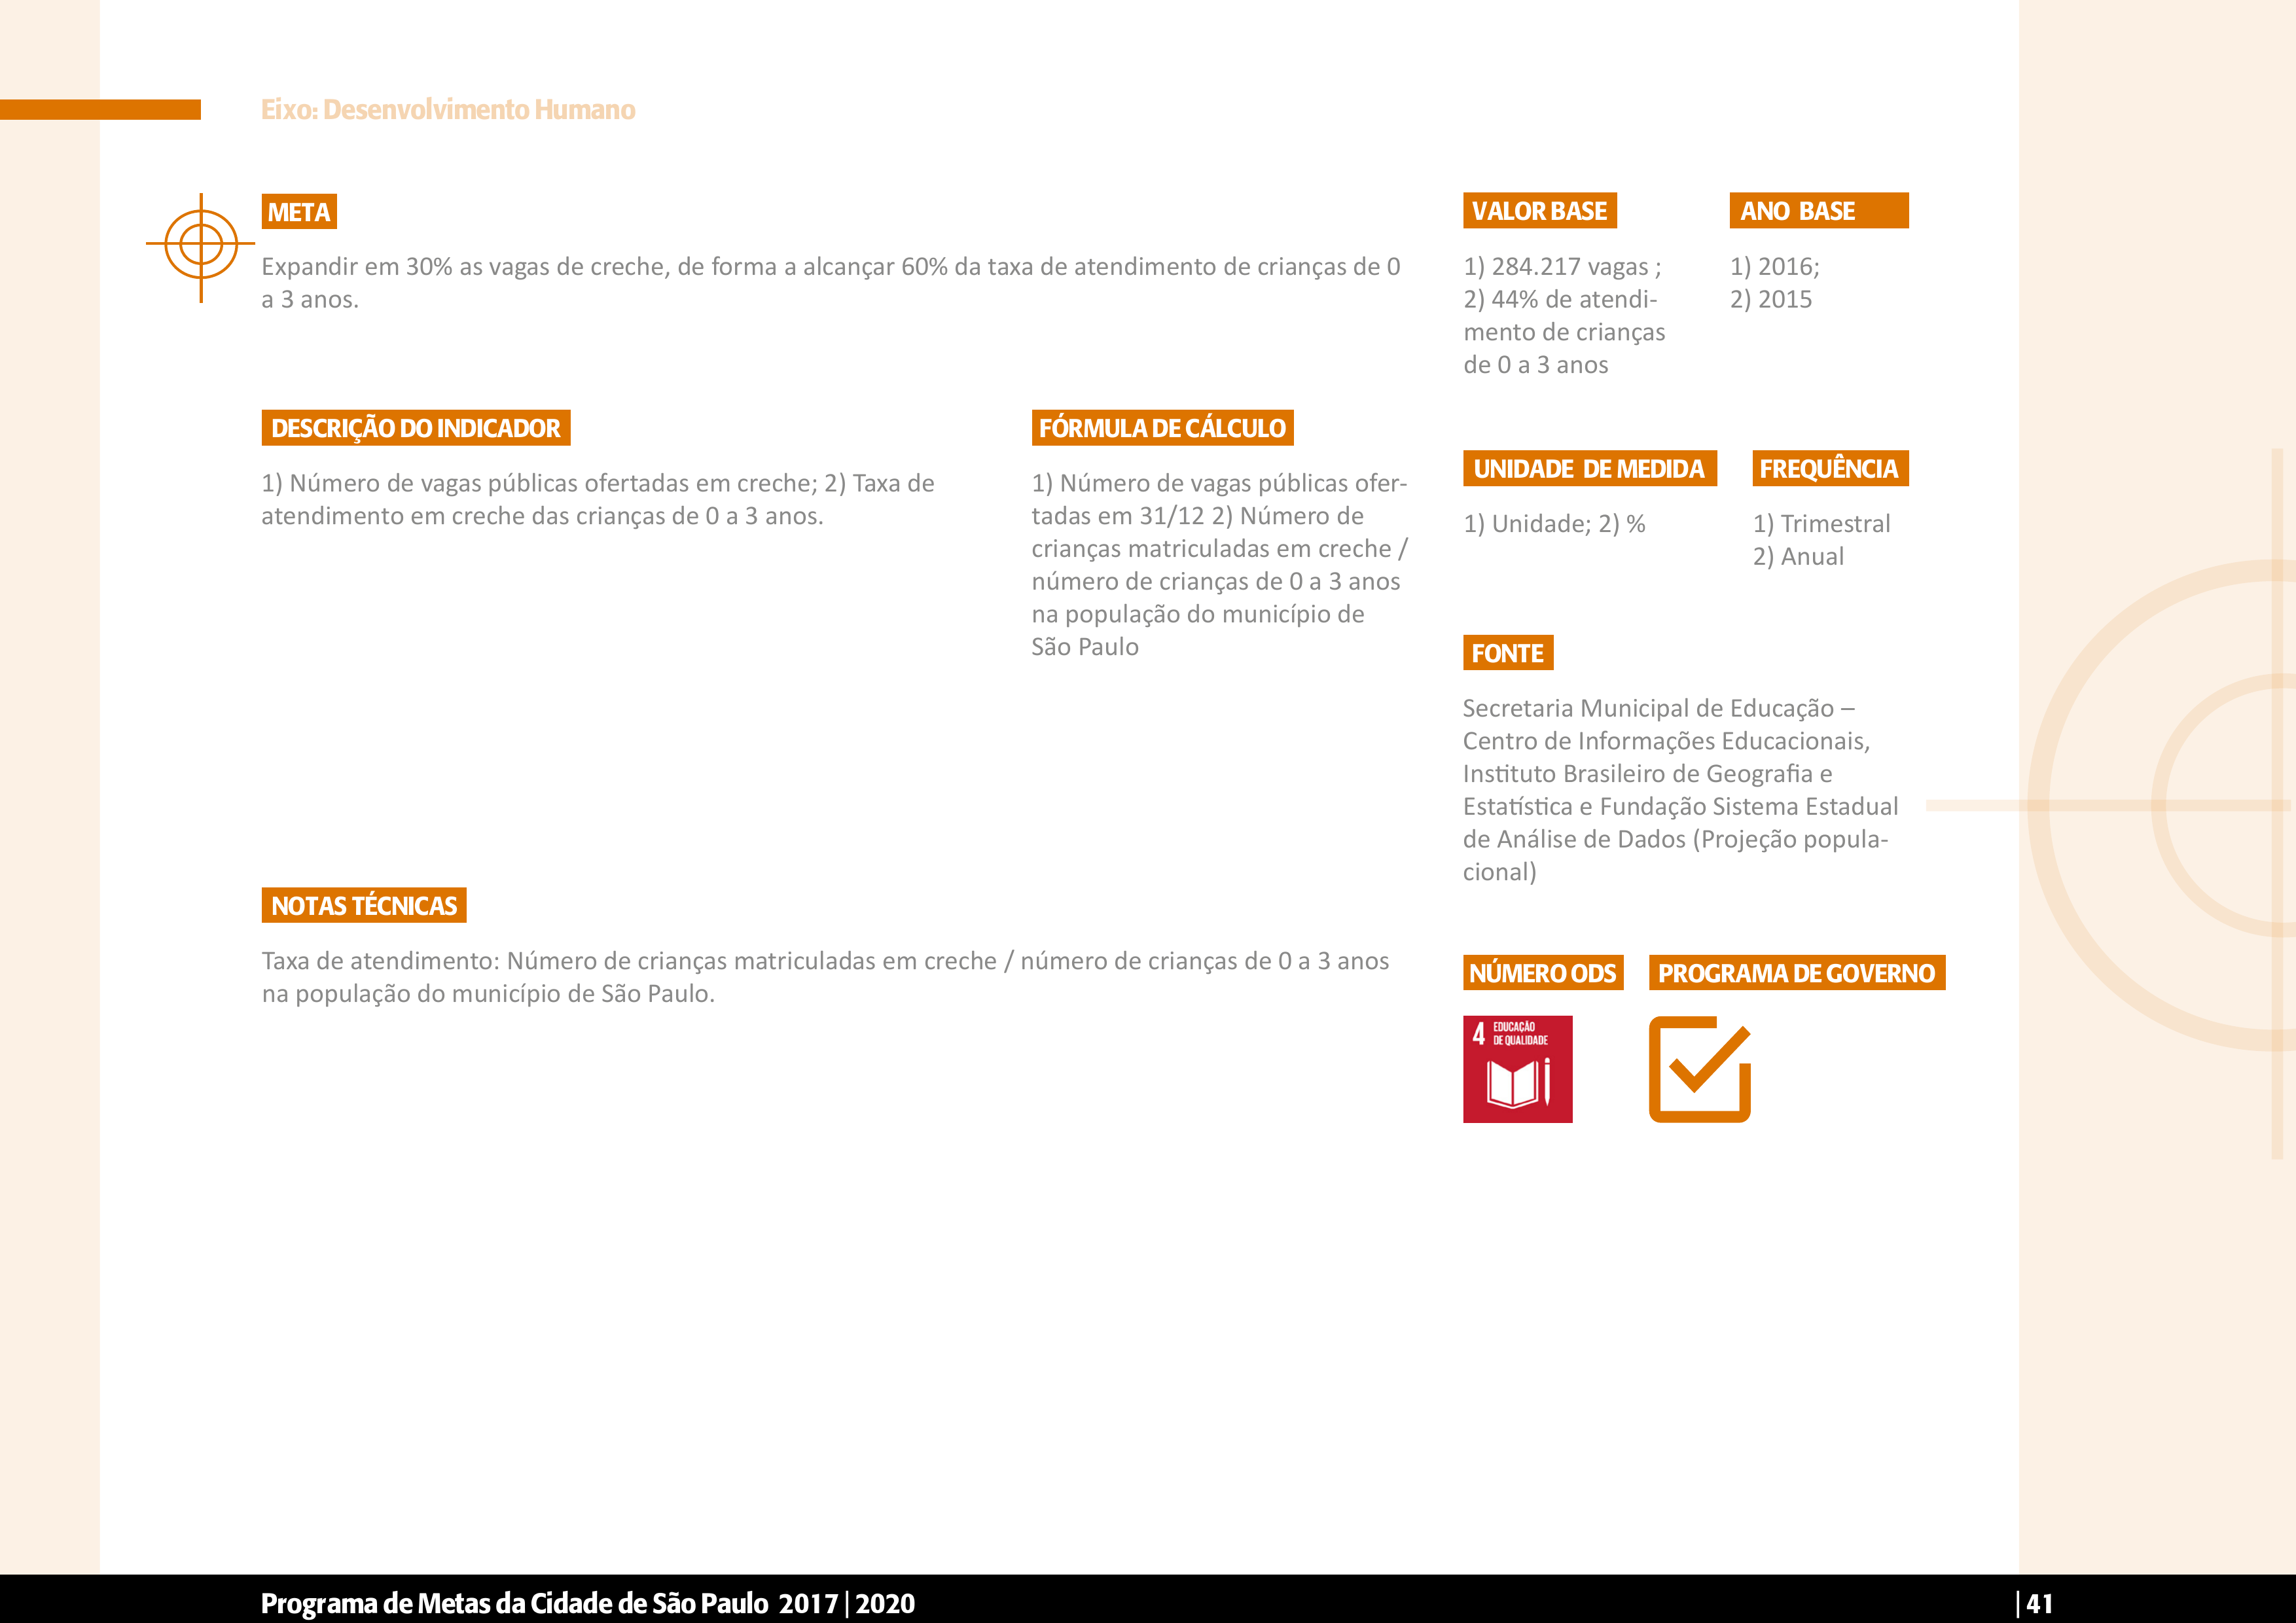 Eixo: Desenvolvimento Humano
META
Expandir em 30% as vagas de creche, de forma a alcançar 60% da taxa de atendimento de crianças de 0
a 3 anos.
VALOR BASE
1) 284.217 vagas ;
2) 44% de atendi-
mento de crianças
de 0 a 3 anos
ANO BASE
1) 2016;
2) 2015
DESCRIÇÃO DO INDICADOR
1) Número de vagas públicas ofertadas em creche; 2) Taxa de
atendimento em creche das crianças de 0 a 3 anos.
FÓRMULA DE CÁLCULO
1) Número de vagas públicas ofer-
tadas em 31/12 2) Número de
crianças matriculadas em creche /
número de crianças de 0 a 3 anos
na população do município de
São Paulo
UNIDADE DE MEDIDA
1) Unidade; 2) %
FREQUÊNCIA
1) Trimestral
2) Anual
FONTE
Secretaria Municipal de Educação –
Centro de Informações Educacionais,
Instituto Brasileiro de Geografia e
Estatística e Fundação Sistema Estadual
de Análise de Dados (Projeção popula-
cional)
NOTAS TÉCNICAS
Taxa de atendimento: Número de crianças matriculadas em creche / número de crianças de 0 a 3 anos
na população do município de São Paulo.
NÚMERO ODS
4 EDUCAÇÃO
DE QUALIDADE
PROGRAMA DE GOVERNO
Programa de Metas da Cidade de São Paulo 2017 | 2020
| 41